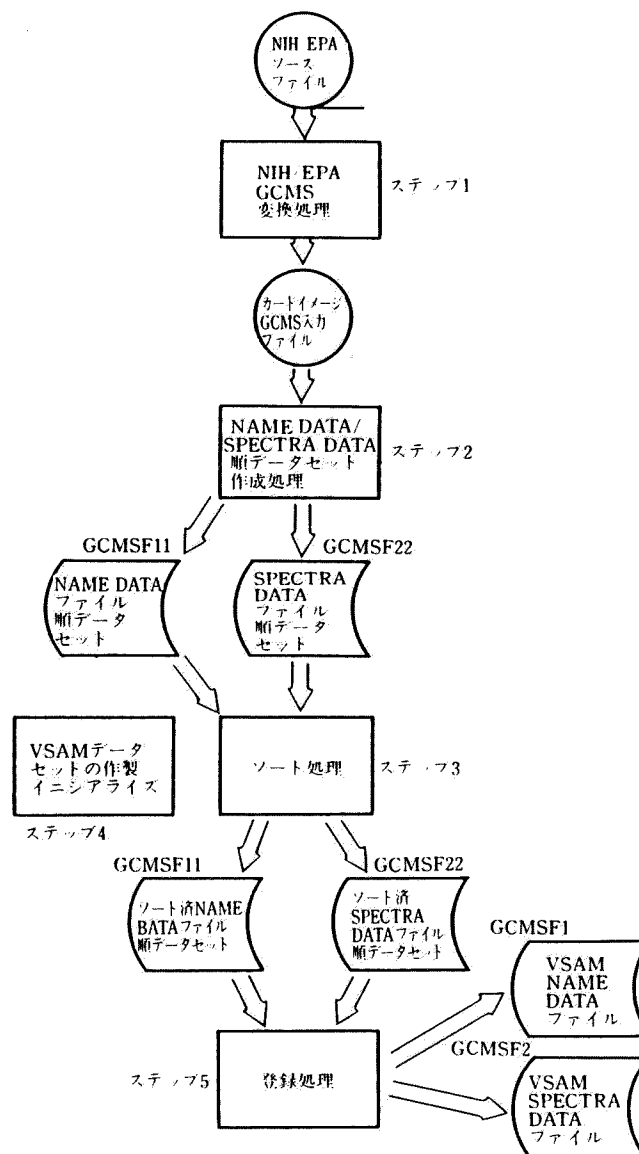 NIH EPA
ソース
ファイル
NIH/EPA
GCMS
変換処理
ステップ1
カードイメージ
GCMS入力
ファイル
NAME DATA/
SPECTRA DATA
順データセット
作成処理
ステップ2
GCMSF11
NAME DATA
ファイル
順データ
セット
GCMSF22
SPECTRA
DATA
ファイル
順データ
セット
VSAMデータ
セットの作製
イニシアライズ
ステップ4
ソート処理
ステップ3
GCMSF11
ソート済NAME
BATAファイル
順データセット
GCMSF22
ソート済
SPECTRA
DATAファイル
順データセット
GCMSF1
VSAM
NAME
DATA
ファイル
ステップ5
登録処理
GCMSF2
VSAM
SPECTRA
DATA
ファイル